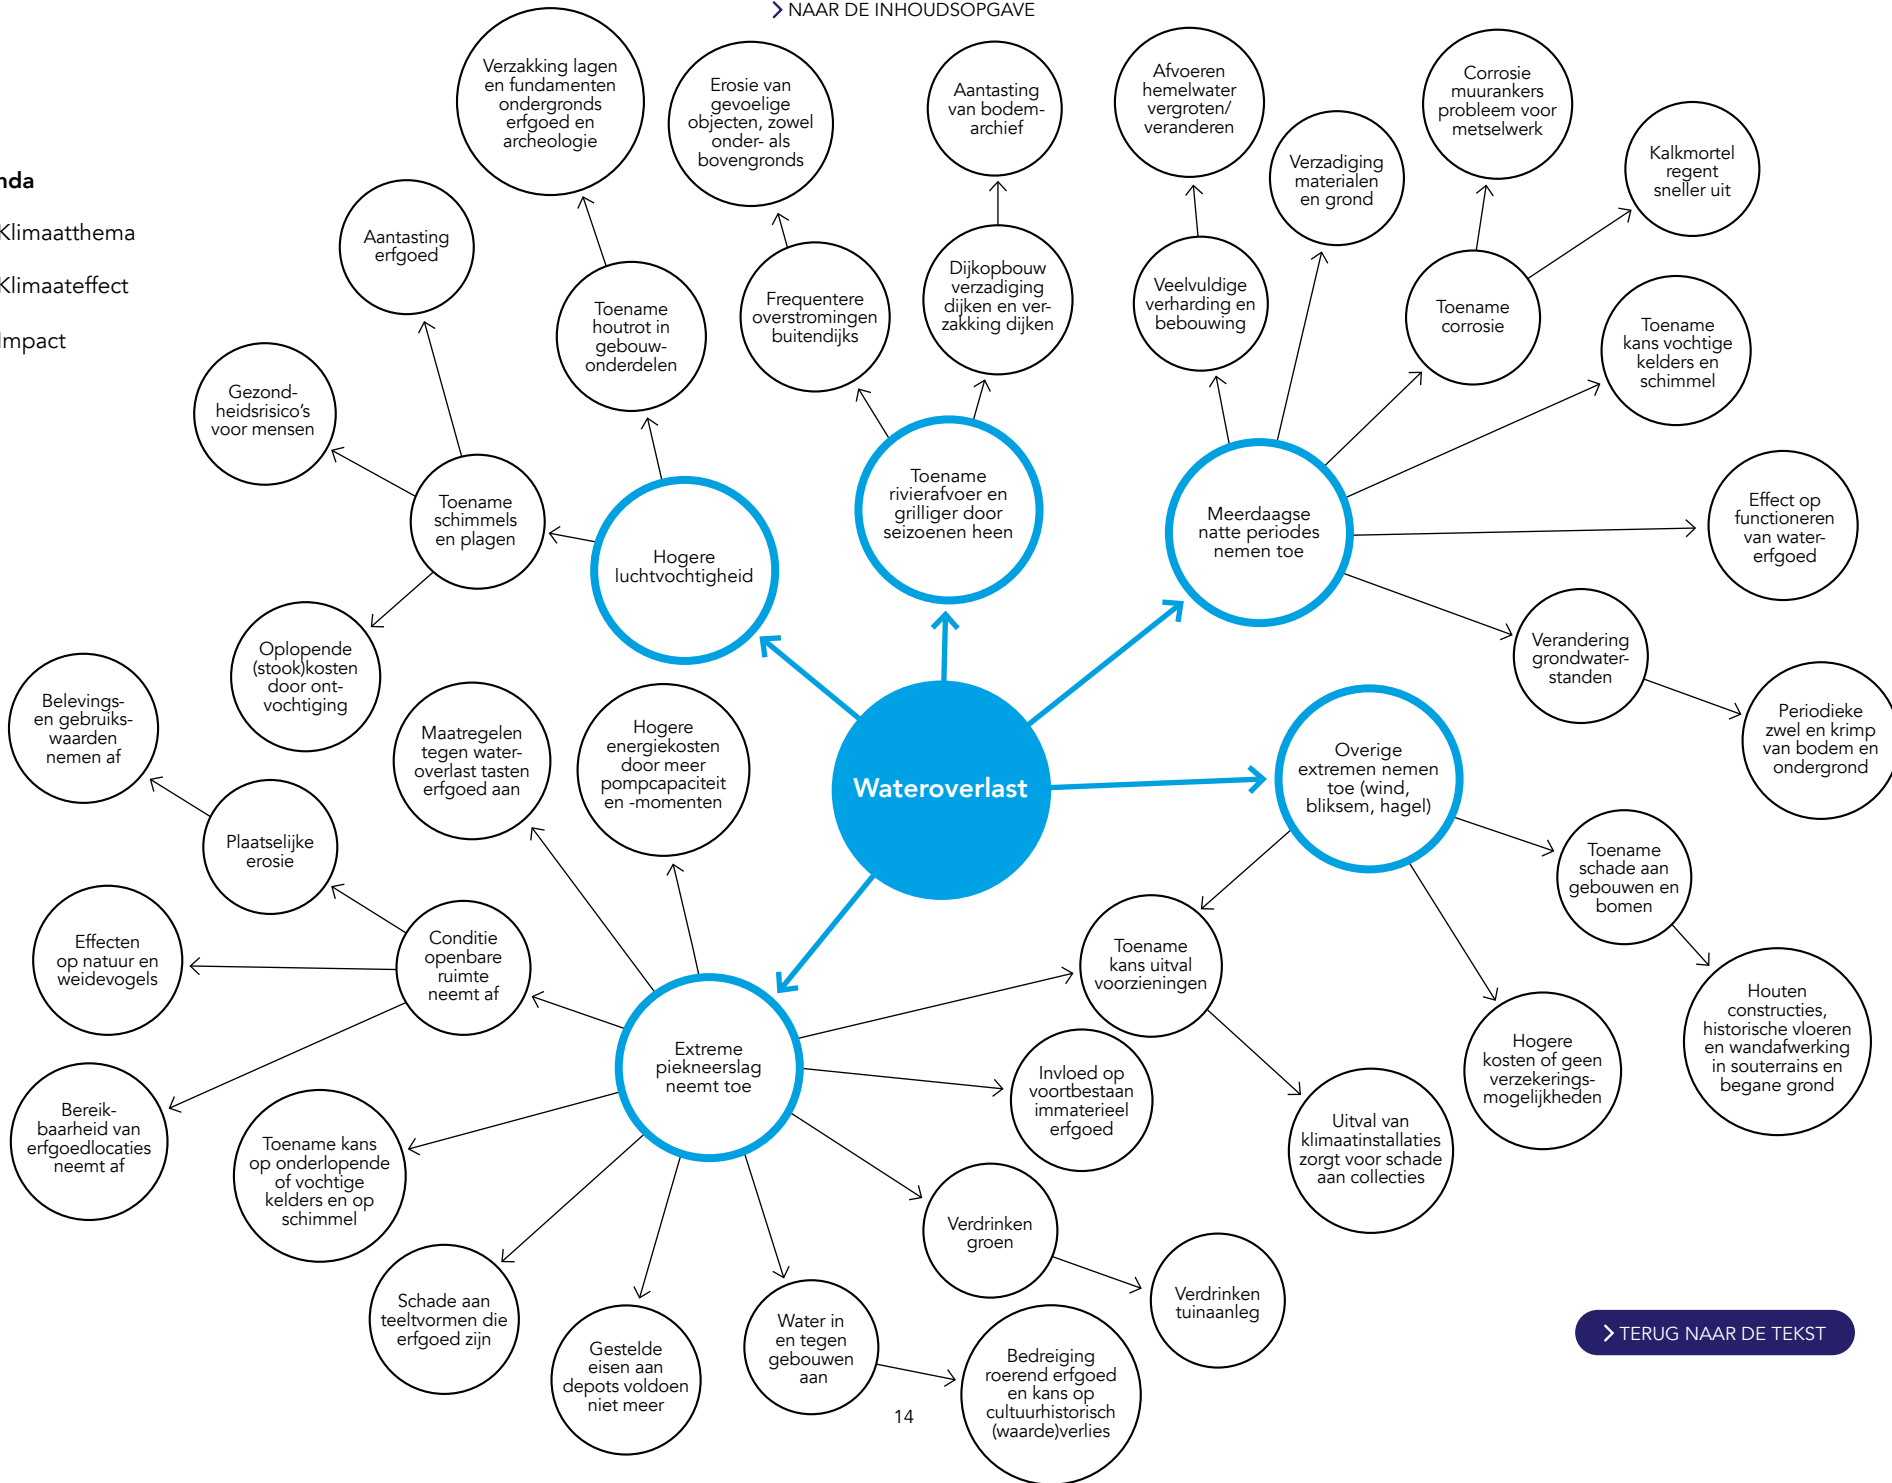 NAAR DE INHOUDSOPGAVE
Klimaatthema
Klimaateffect
Impact
Verzakking lagen
en fundamenten
ondergronds
erfgoed en
archeologie
Erosie van
gevoelige
objecten, zowel
onder- als
bovengronds
Aantasting
van bodem-
archief
Afvoeren
hemelwater
vergroten/
veranderen
Corrosie
muurankers
probleem voor
metselwerk
Verzadiging
materialen
en grond
Kalkmortel
regent
sneller uit
Aantasting
erfgoed
Toename
houtrot in
gebouw-
onderdelen
Frequentere
overstromingen
buitendijks
Dijkopbouw
verzadiging
dijken en ver-
zakking dijken
Veelvuldige
verharding en
bebouwing
Toename
corrosie
Toename
kans vochtige
kelders en
schimmel
Gezond-
heidsrisico's
voor mensen
Toename
schimmels
en plagen
Hogere
luchtvochtigheid
Toename
rivierafvoer en
grilliger door
seizoenen heen
Meerdaagse
natte periodes
nemen toe
Effect op
functioneren
van water-
erfgoed
Oplopende
(stook)kosten
door ont-
vochtiging
Verandering
grondwater-
standen
Periodieke
zwel en krimp
van bodem en
ondergrond
Belevings-
en gebruiks-
waarden
nemen af
Maatregelen
tegen water-
overlast tasten
erfgoed aan
Hogere
energiekosten
door meer
pompcapaciteit
en -momenten
Wateroverlast
Overige
extremen nemen
toe (wind,
bliksem, hagel)
Plaatselijke
erosie
Toename
schade aan
gebouwen en
bomen
Effecten
op natuur en
weidevogels
Conditie
openbare
ruimte
neemt af
Toename
kans uitval
voorzieningen
Houten
constructies,
historische vloeren
en wandafwerking
in souterrains en
begane grond
Extreme
piekneerslag
neemt toe
Invloed op
voortbestaan
immaterieel
erfgoed
Hogere
kosten of geen
verzekerings-
mogelijkheden
Bereik-
baarheid van
erfgoedlocaties
neemt af
Toename kans
op onderlopende
of vochtige
kelders en op
schimmel
Uitval van
klimaatinstallaties
zorgt voor schade
aan collecties
Verdrinken
groen
Verdrinken
tuinaanleg
Schade aan
teeltvormen die
erfgoed zijn
Gestelde
eisen aan
depots voldoen
niet meer
Water in
en tegen
gebouwen
aan
Bedreiging
roerend erfgoed
en kans op
cultuurhistorisch
(waarde)verlies
TERUG NAAR DE TEKST
14